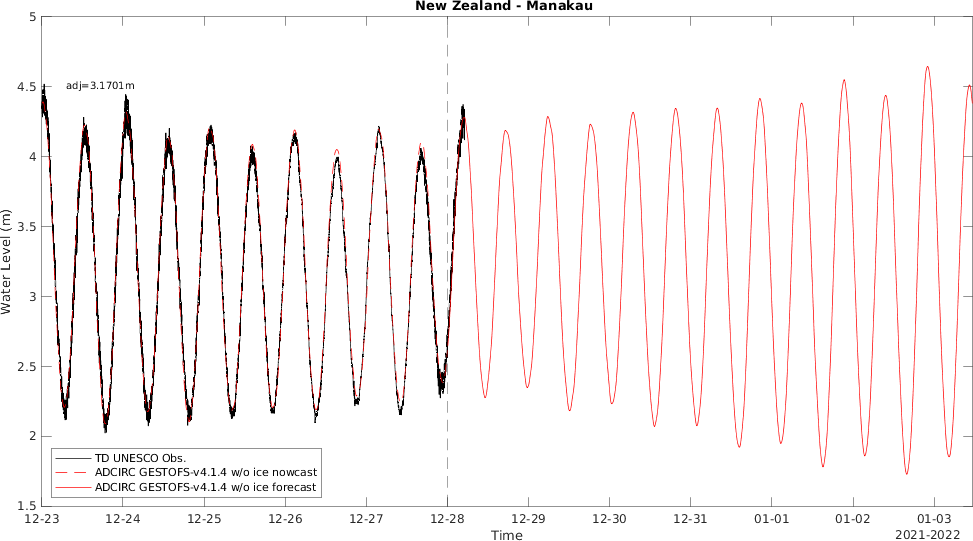 New Zealand - Manakau
5
4.5
4
3.5
3
2.5
2
1.5
Water Level (m)
adj=3.1701m
TD UNESCO Obs.
ADCIRC GESTOFS-v4.1.4 w/o ice nowcast
ADCIRC GESTOFS-v4.1.4 w/o ice forecast
12-23 12-24 12-25 12-26 12-27 12-28 12-29 12-30 12-31 01-01 01-02 01-03
Time
2021-2022